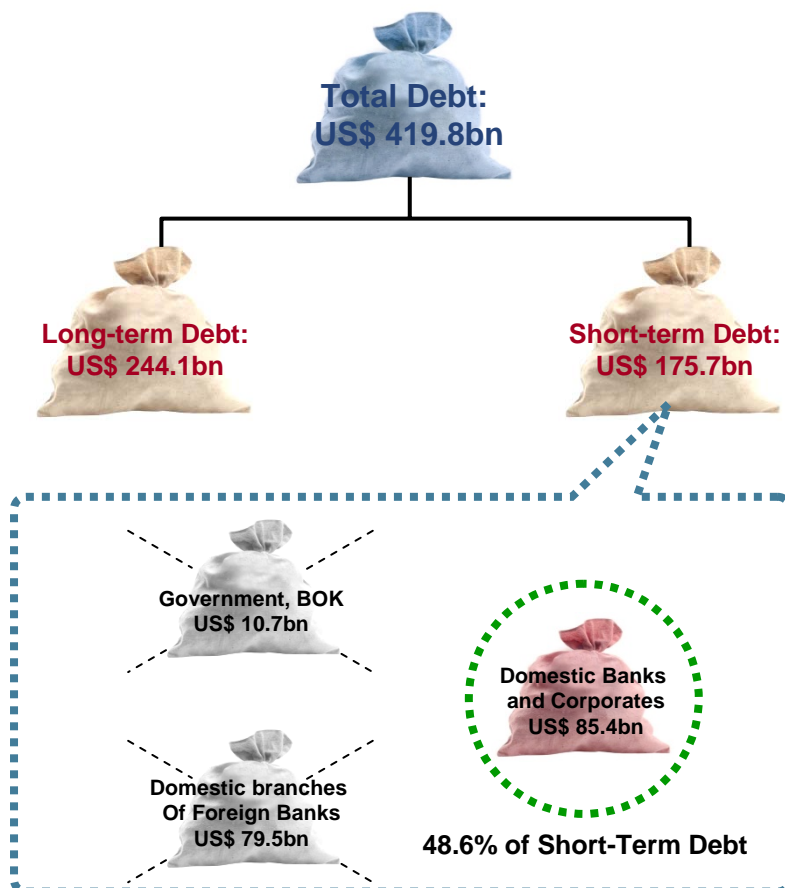 Total Debt:
US$ 419.8bn
Long-term Debt:
US$ 244.1bn
Short-term Debt:
US$ 175.7bn
Government, BOK
US$ 10.7bn
Domestic branches
Of Foreign Banks
US$ 79.5bn
Domestic Banks
and Corporates
US$ 85.4bn
48.6% of Short-Term Debt